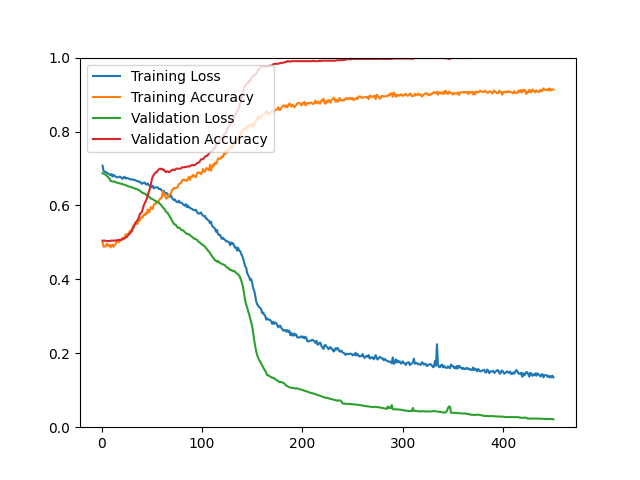 1.0
0.8
0.6
0.4
0.2
0.0
Training Loss
Training Accuracy
Validation Loss
Validation Accuracy
0 100 200 300 400